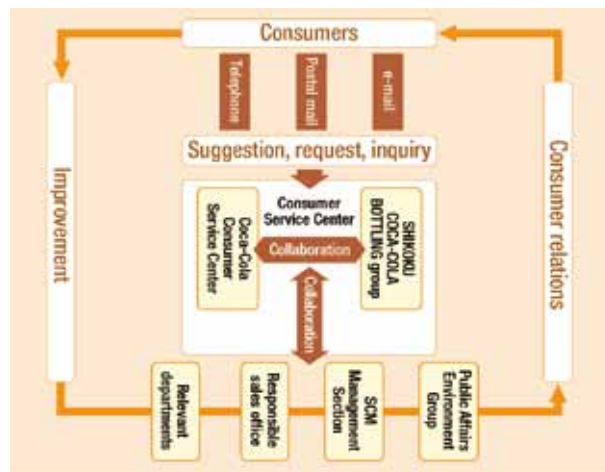 Consumers
Telephone
Postal mail
e-mail
Suggestion, request, inquiry
Improvement
Consumer relations
Consumer
Service Center
Coca-Cola
Consumer
Service Center
Collaboration
SHIKOKU
COCA-COLA
BOTTLING group
Collaboration
Relevant
departments
Responsible
sales office
SCM
Management
Section
Public Affairs
Environment
Group